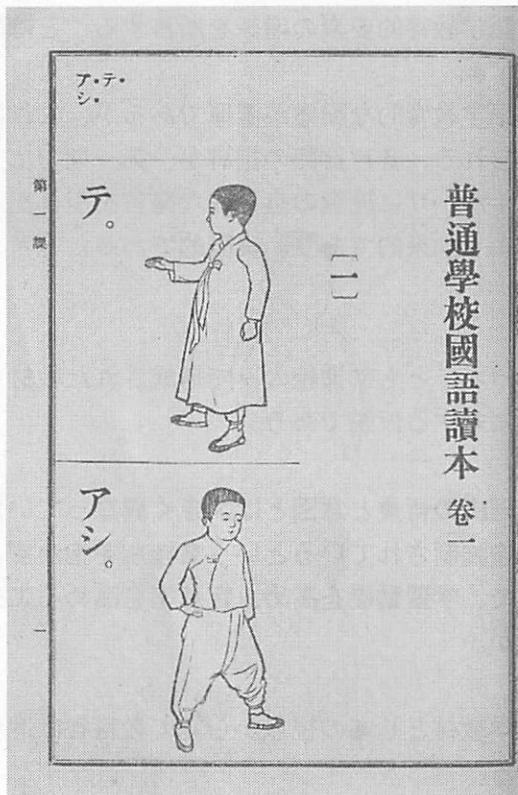 普通學校國語讀本 卷一
〔一〕
テ・
ア・シ・
テ。
アシ。
第一課
一